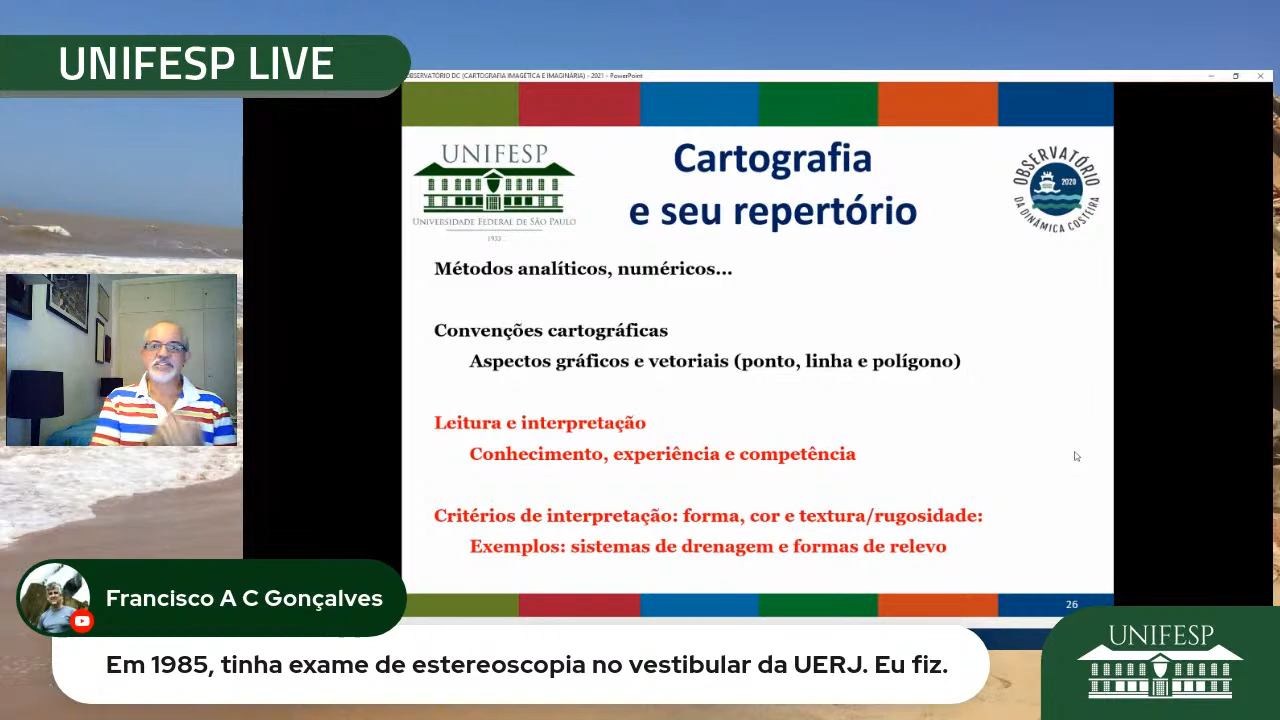 UNIFESP LIVE
OBSERVATÓRIO DC (CARTOGRAFIA IMAGÉTICA E IMAGINÁRIA) - 2021 - PowerPoint
UNIFESP
UNIVERSIDADE FEDERAL DE SÃO PAULO
1933
Cartografia
e seu repertório
OBSERVATÓRIO
2020
DA DINÂMICA COSTEIRA
Métodos analíticos, numéricos...
Convenções cartográficas
Aspectos gráficos e vetoriais (ponto, linha e polígono)
Leitura e interpretação
Conhecimento, experiência e competência
Critérios de interpretação: forma, cor e textura/rugosidade:
Exemplos: sistemas de drenagem e formas de relevo
26
Francisco A C Gonçalves
Em 1985, tinha exame de estereoscopia no vestibular da UERJ. Eu fiz.
UNIFESP